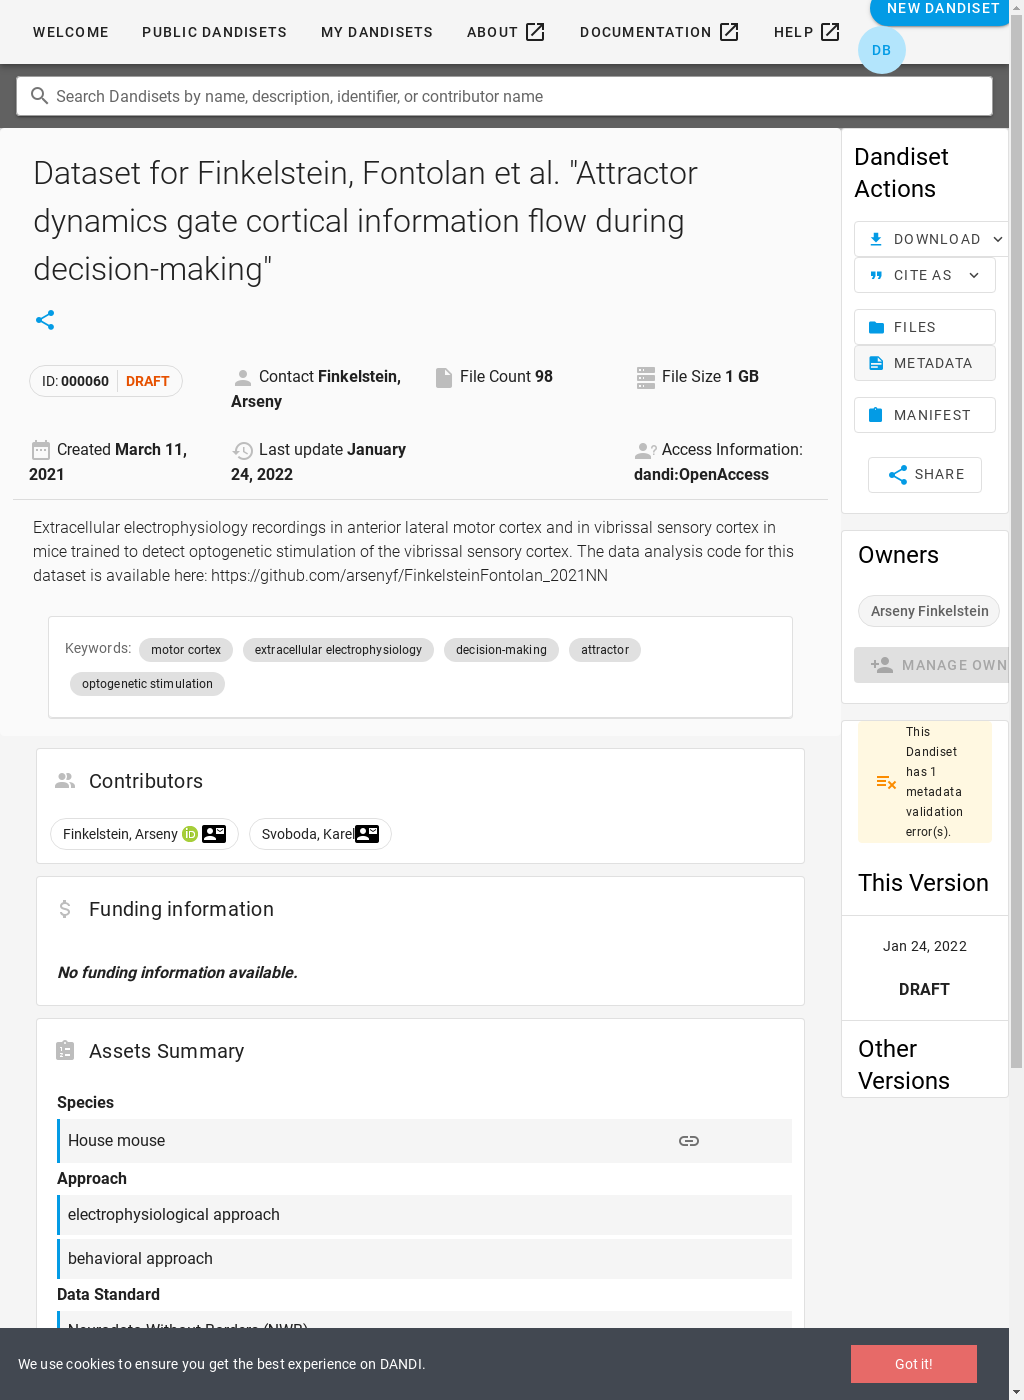 WELCOME PUBLIC DANDISETS MY DANDISETS ABOUT DOCUMENTATION HELP
NEW DANDISET
DB
Search Dandisets by name, description, identifier, or contributor name
Dataset for Finkelstein, Fontolan et al. "Attractor
dynamics gate cortical information flow during
decision-making"
ID: 000060 DRAFT
Contact Finkelstein,
Arseny
File Count 98
File Size 1 GB
Created March 11,
2021
Last update January
24, 2022
Access Information:
dandi:OpenAccess
Extracellular electrophysiology recordings in anterior lateral motor cortex and in vibrissal sensory cortex in
mice trained to detect optogenetic stimulation of the vibrissal sensory cortex. The data analysis code for this
dataset is available here: https://github.com/arsenyf/FinkelsteinFontolan_2021NN
Keywords: motor cortex extracellular electrophysiology decision-making attractor
optogenetic stimulation
Contributors
Finkelstein, Arseny iD Svoboda, Karel
Funding information
No funding information available.
Assets Summary
Species
House mouse
Approach
electrophysiological approach
behavioral approach
Data Standard
Neurodata Without Borders (NWB)
Dandiset
Actions
DOWNLOAD
CITE AS
FILES
METADATA
MANIFEST
SHARE
Owners
Arseny Finkelstein
MANAGE OWN
This
Dandiset
has 1
metadata
validation
error(s).
This Version
Jan 24, 2022
DRAFT
Other
Versions
We use cookies to ensure you get the best experience on DANDI.
Got it!